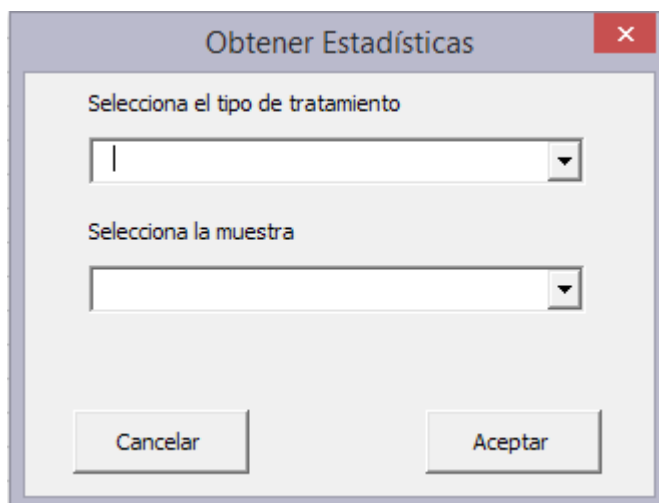 Obtener Estadísticas
Selecciona el tipo de tratamiento
Selecciona la muestra
Cancelar
Aceptar